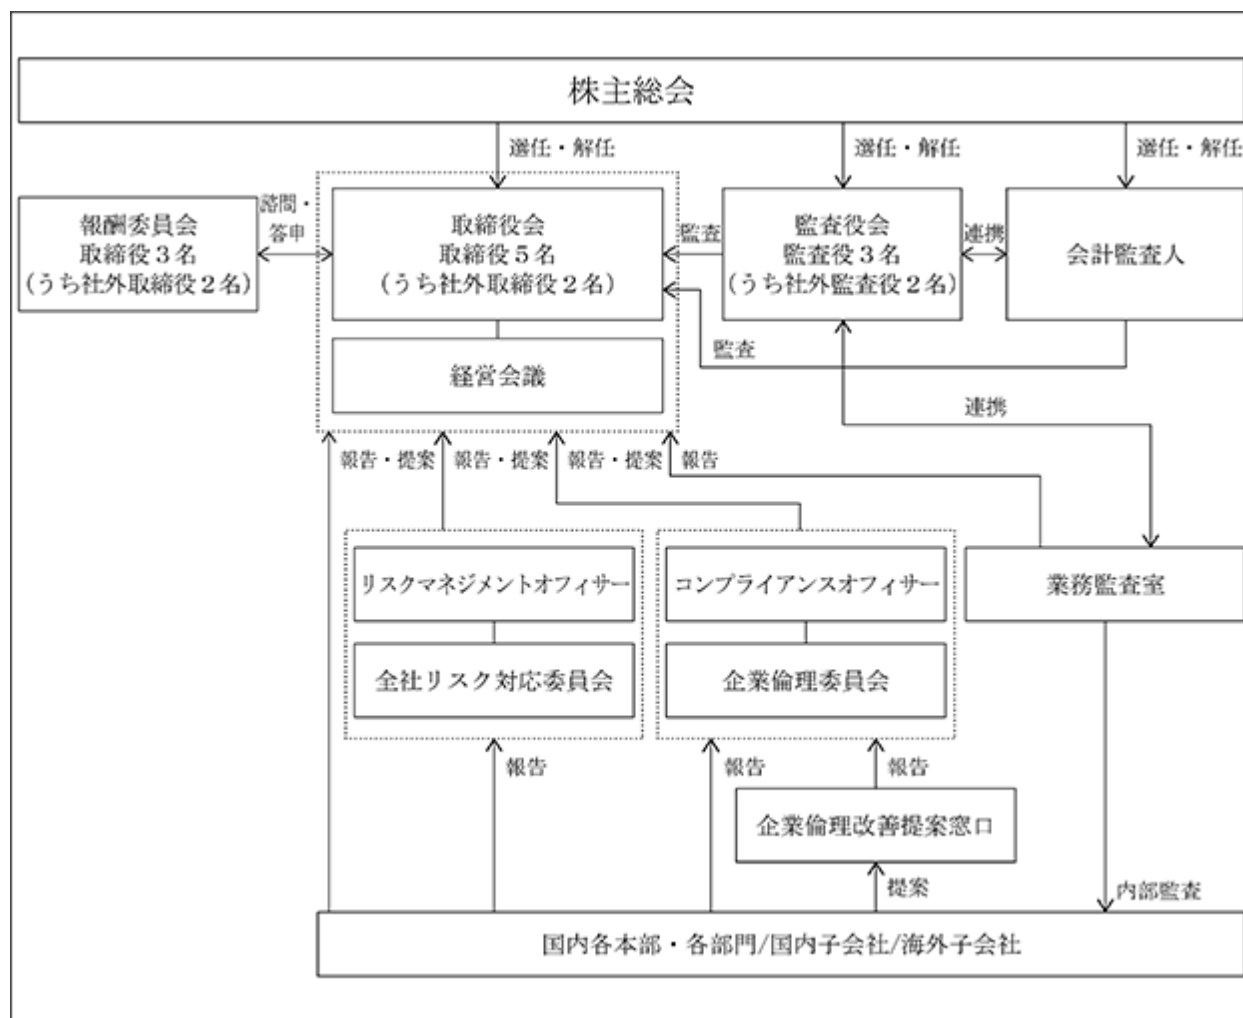 株主総会
選任・解任
選任・解任
選任・解任
報酬委員会
取締役３名
(うち社外取締役２名)
諮問・
答申
取締役会
取締役５名
(うち社外取締役２名)
監査
監査役会
監査役３名
(うち社外監査役２名)
連携
会計監査人
監査
経営会議
連携
報告・提案
報告・提案
報告・提案
報告
リスクマネジメントオフィサー
コンプライアンスオフィサー
業務監査室
全社リスク対応委員会
企業倫理委員会
報告
報告
報告
企業倫理改善提案窓口
提案
内部監査
国内各本部・各部門/国内子会社/海外子会社